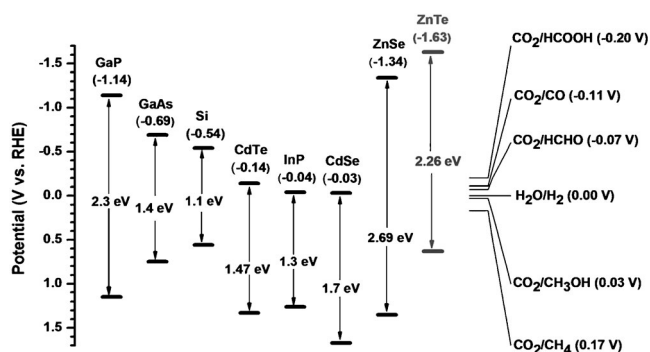 Potential (V vs. RHE)
-1.5
-1.0
-0.5
0.0
0.5
1.0
1.5
GaP
(-1.14)
2.3 eV
GaAs
(-0.69)
1.4 eV
Si
(-0.54)
1.1 eV
CdTe
(-0.14)
1.47 eV
InP
(-0.04)
1.3 eV
CdSe
(-0.03)
1.7 eV
ZnSe
(-1.34)
2.69 eV
ZnTe
(-1.63)
2.26 eV
CO₂/HCOOH (-0.20 V)
CO₂/CO (-0.11 V)
CO₂/HCHO (-0.07 V)
H₂O/H₂ (0.00 V)
CO₂/CH₃OH (0.03 V)
CO₂/CH₄ (0.17 V)